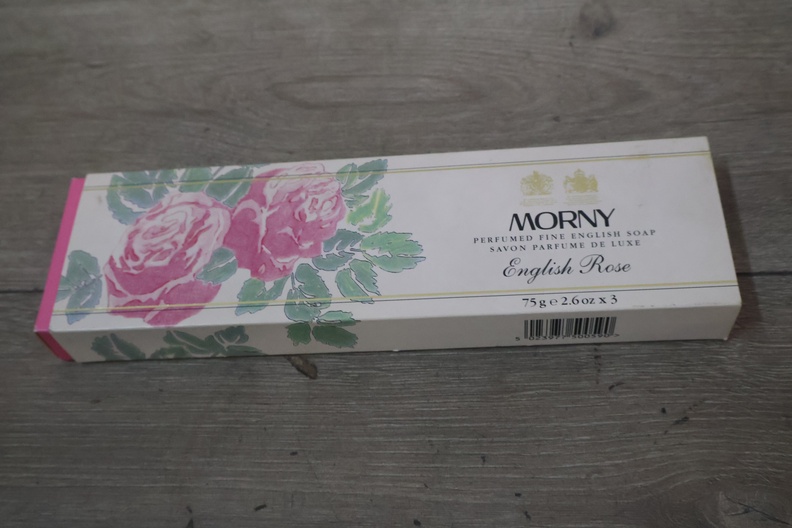 MORNY
PERFUMED FINE ENGLISH SOAP
SAVON PARFUME DE LUXE
English Rose
75g e 2.6oz x 3